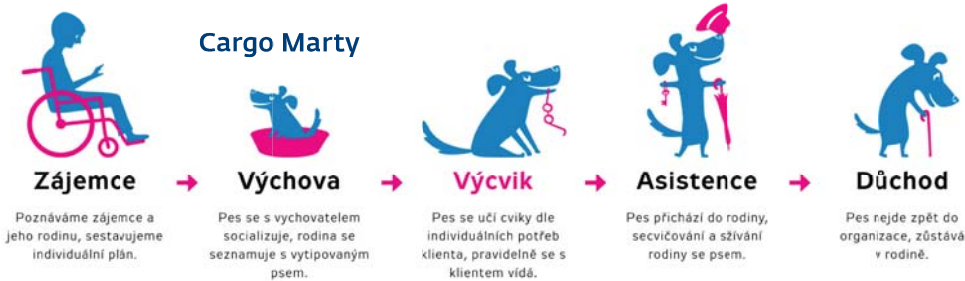 Cargo Marty
Zájemce
Poznáváme zájemce a
jeho rodinu, sestavujeme
individuální plán.
Výchova
Pes se s vychovatelem
socializuje, rodina se
seznamuje s vytipovaným
psem.
Výcvik
Pes se učí cviky dle
individuálních potřeb
klienta, pravidelně se s
klientem vídá.
Asistence
Pes přichází do rodiny,
secvičování a sžívání
rodiny se psem.
Důchod
Pes nejde zpět do
organizace, zůstává
v rodině.